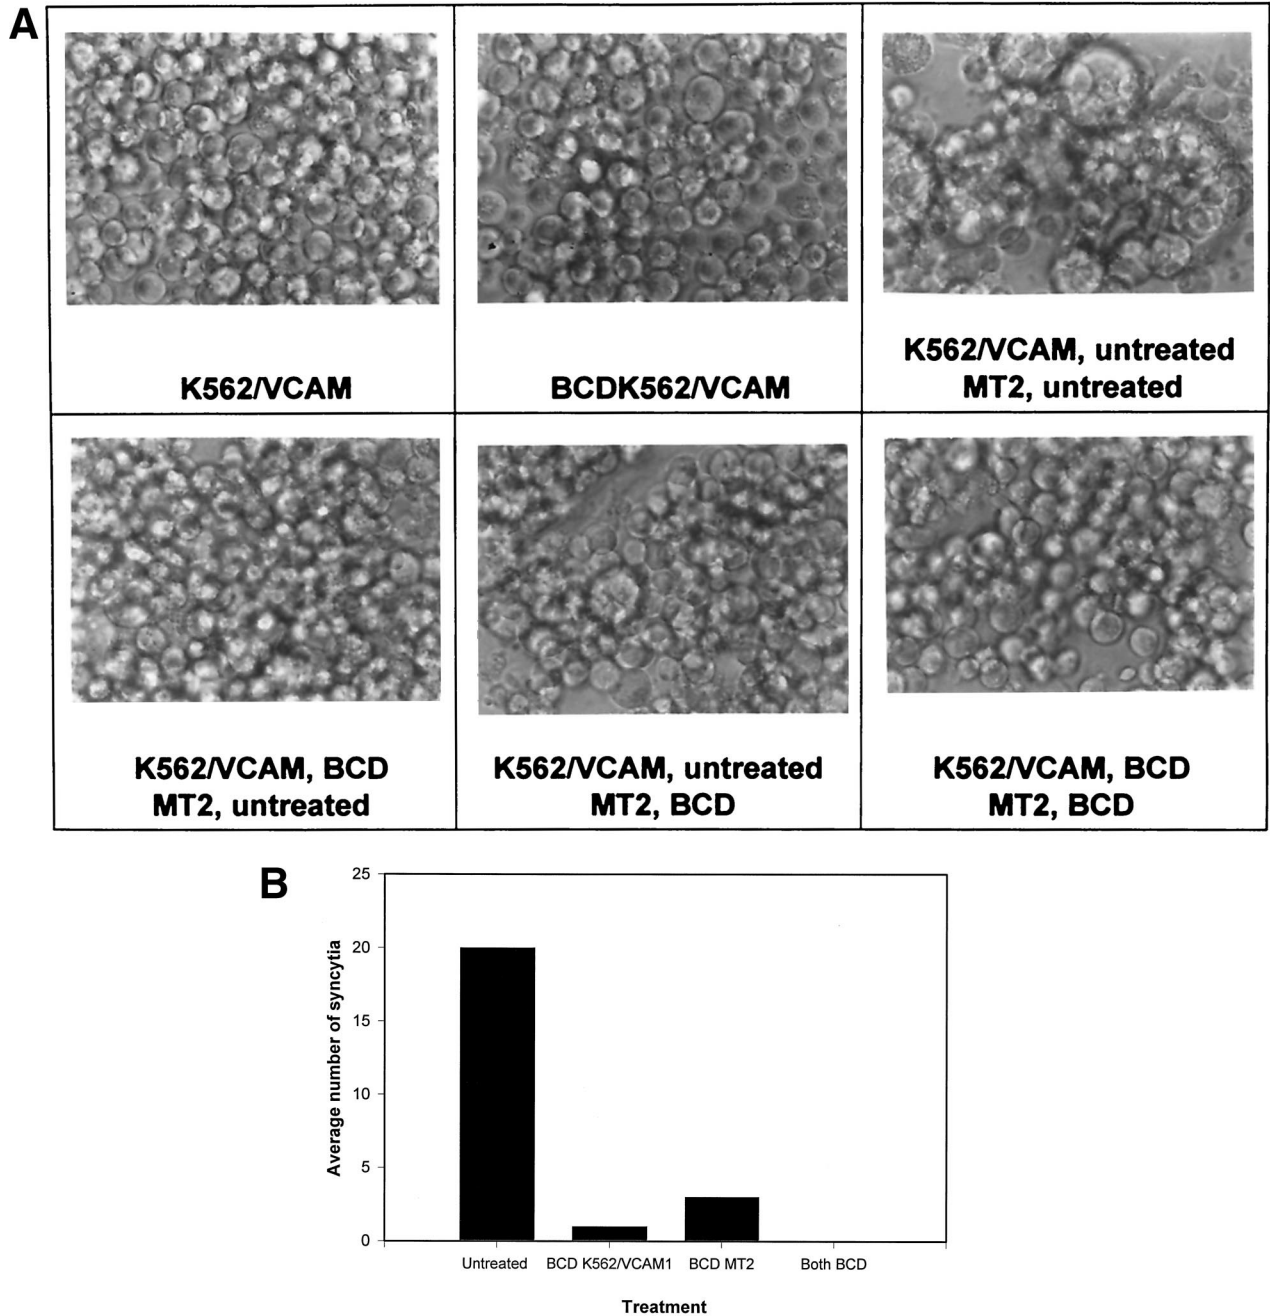 A
K562/VCAM
BCDK562/VCAM
K562/VCAM, untreated
MT2, untreated
K562/VCAM, BCD
MT2, untreated
K562/VCAM, untreated
MT2, BCD
K562/VCAM, BCD
MT2, BCD
B
25
20
15
10
5
0
Average number of syncytia
Untreated
BCD K562/VCAM1
BCD MT2
Both BCD
Treatment